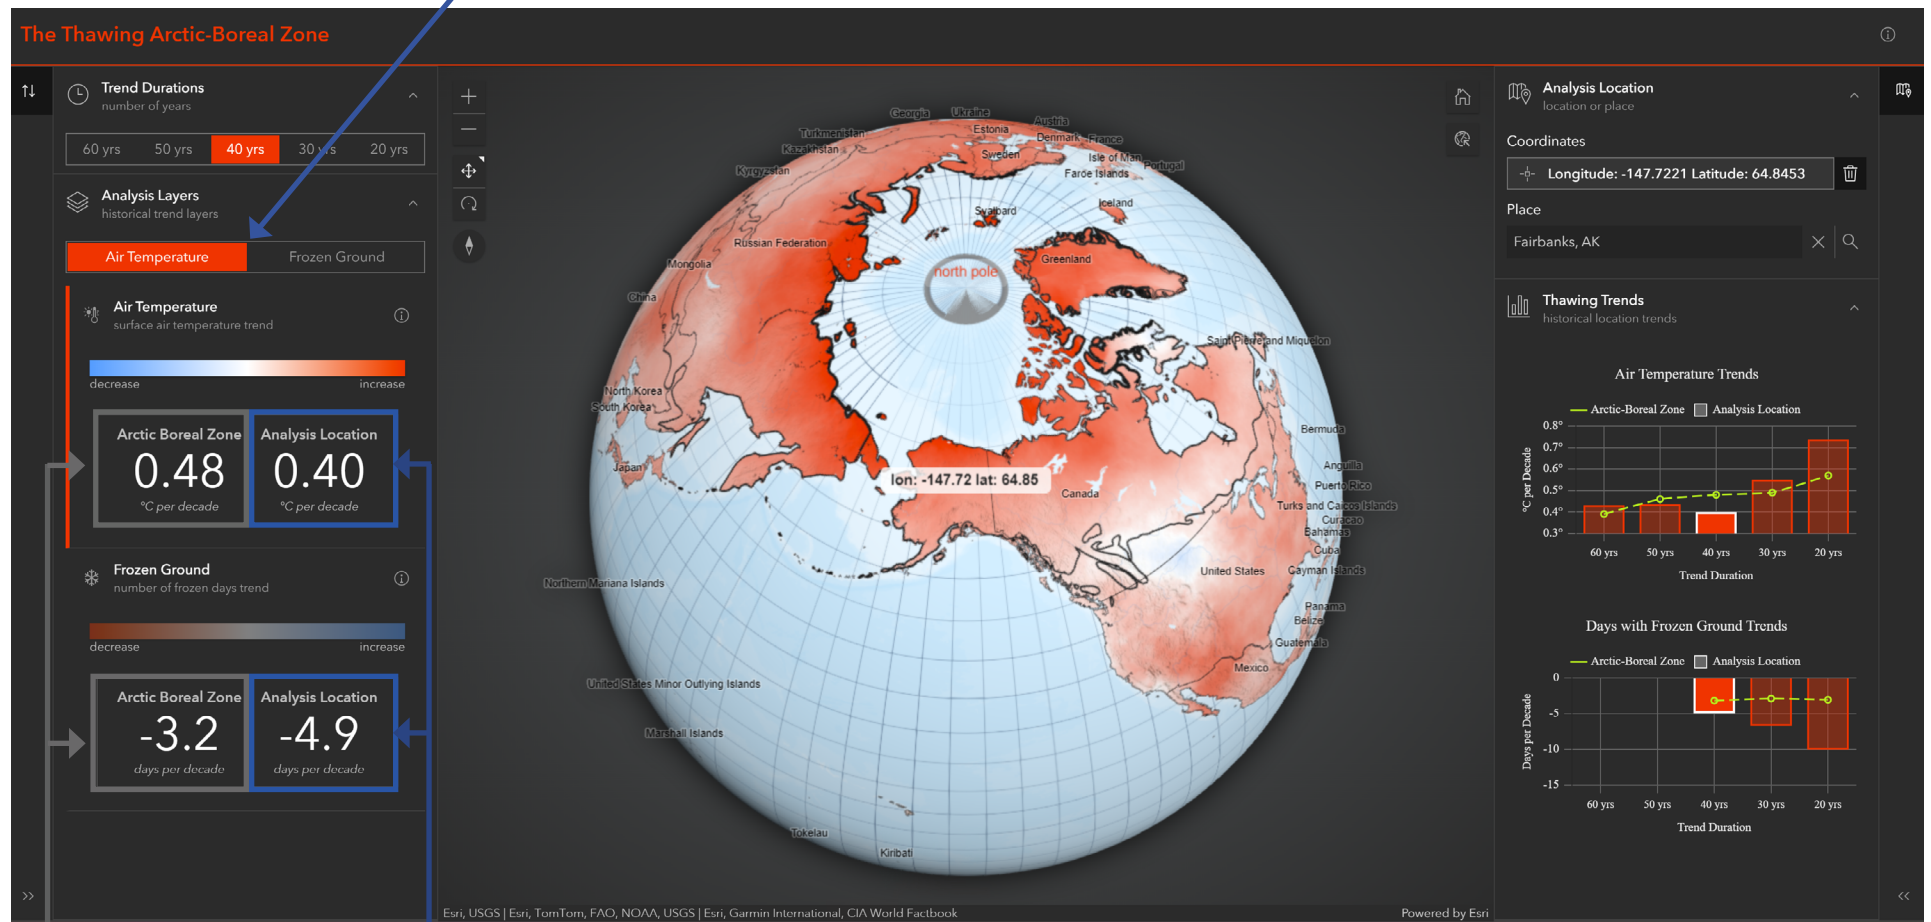 The Thawing Arctic-Boreal Zone
Trend Durations
number of years
60 yrs 50 yrs 40 yrs 30 yrs 20 yrs
Analysis Layers
historical trend layers
Air Temperature Frozen Ground
Air Temperature
surface air temperature trend
decrease increase
Arctic Boreal Zone Analysis Location
0.48 0.40
°C per decade °C per decade
Frozen Ground
number of frozen days trend
decrease increase
Arctic Boreal Zone Analysis Location
-3.2 -4.9
days per decade days per decade
Georgia
Ukraine
Austria
Turkmenistan
Estonia
Denmark
France
Kazakhstan
Sweden
Isle of Man
Portugal
Kyrgyzstan
Faroe Islands
Svalbard
Iceland
Russian Federation
Mongolia
Greenland
north pole
China
Saint Pierre and Miquelon
North Korea
South Korea
Bermuda
Japan
lon: -147.72 lat: 64.85
Canada
Anguilla
Puerto Rico
Turks and Caicos Islands
Curacao
Bahamas
Cuba
United States
Cayman Islands
Northern Mariana Islands
Panama
Belize
Guatemala
Mexico
United States Minor Outlying Islands
Marshall Islands
Tokelau
Kiribati
Esri, USGS | Esri, TomTom, FAO, NOAA, USGS | Esri, Garmin International, CIA World Factbook
Powered by Esri
Analysis Location
location or place
Coordinates
Longitude: -147.7221 Latitude: 64.8453
Place
Fairbanks, AK
Thawing Trends
historical location trends
Air Temperature Trends
Arctic-Boreal Zone Analysis Location
°C per Decade
0.8°
0.7°
0.6°
0.5°
0.4°
0.3°
60 yrs 50 yrs 40 yrs 30 yrs 20 yrs
Trend Duration
Days with Frozen Ground Trends
Arctic-Boreal Zone Analysis Location
Days per Decade
0
-5
-10
-15
60 yrs 50 yrs 40 yrs 30 yrs 20 yrs
Trend Duration